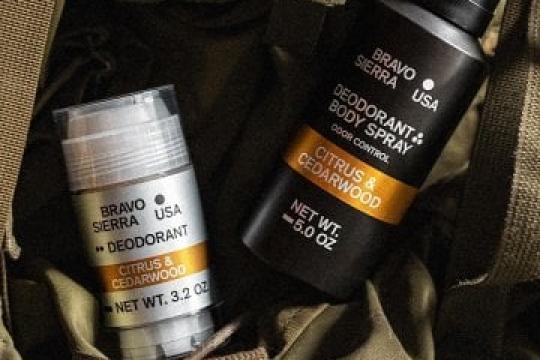 BRAVO
SIERRA USA
DEODORANT
CITRUS &
CEDARWOOD
NET WT. 3.2 OZ
BRAVO
SIERRA USA
DEODORANT
BODY SPRAY
ODOR CONTROL
CITRUS &
CEDARWOOD
NET WT.
5.0 OZ